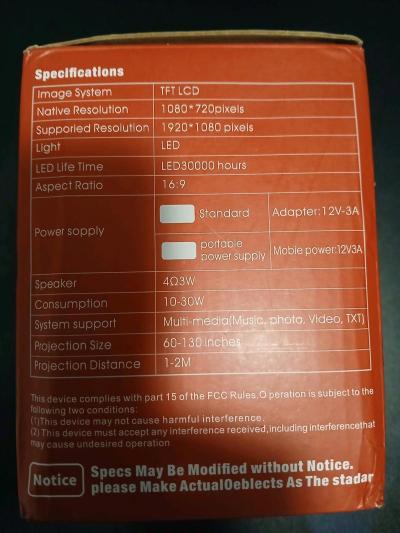 Specifications
Image System TFT LCD
Native Resolution 1080*720pixels
Supporied Resolution 1920*1080 pixels
Light LED
LED Life Time LED30000 hours
Aspect Ratio 16:9
Power sopply Standard Adapter:12V-3A
portable power supply Moble power:12V3A
Speaker 4Ω3W
Consumption 10-30W
System support Multi-media(Music, photo, Video, TXT)
Projection Size 60-130 inches
Projection Distance 1-2M
This device complies with part 15 of the FCC Rules,O peration is subject to the
following two conditions:
(1)This device may not cause harmful interference.
(2) This device must accept any interference received,including interferencethat
may cause undesired operation
Notice
Specs May Be Modified without Notice.
please Make ActualOeblects As The stadar